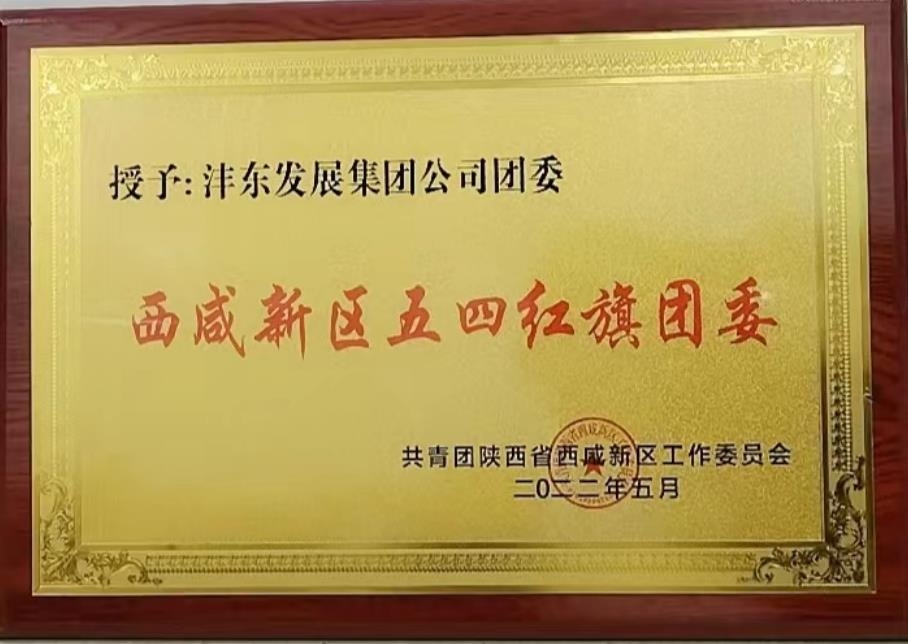 授予:沣东发展集团公司团委
西咸新区五四红旗团委
共青团陕西省西咸新区工作委员会
二〇二二年五月